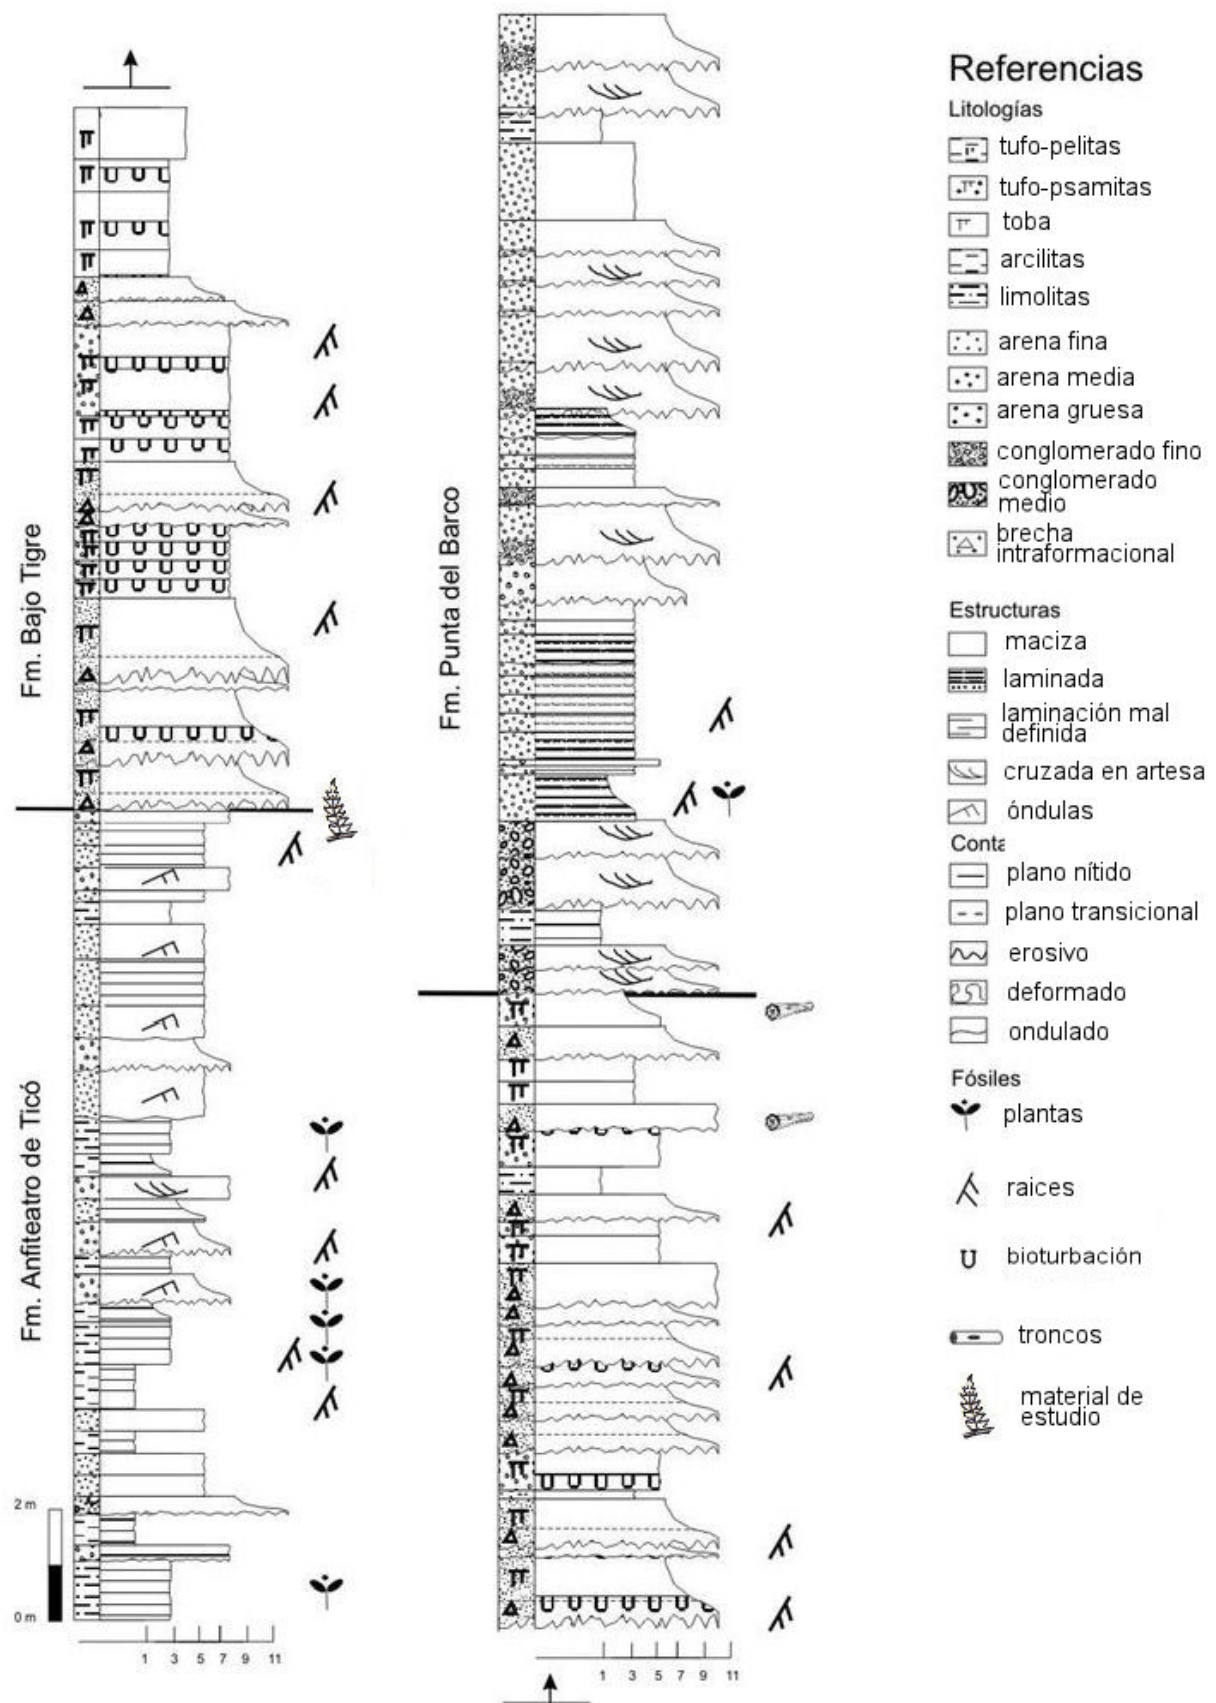 Fm. Bajo Tigre
Fm. Anfiteatro de Ticó
2 m
0 m
1 3 5 7 9 11
Fm. Punta del Barco
1 3 5 7 9 11
Referencias
Litologías
tufo-pelitas
tufo-psamitas
toba
arcilitas
limolitas
arena fina
arena media
arena gruesa
conglomerado fino
conglomerado
medio
brecha
intraformacional
Estructuras
maciza
laminada
laminación mal
definida
cruzada en artesa
óndulas
Conta
plano nítido
plano transicional
erosivo
deformado
ondulado
Fósiles
plantas
raices
bioturbación
troncos
material de
estudio